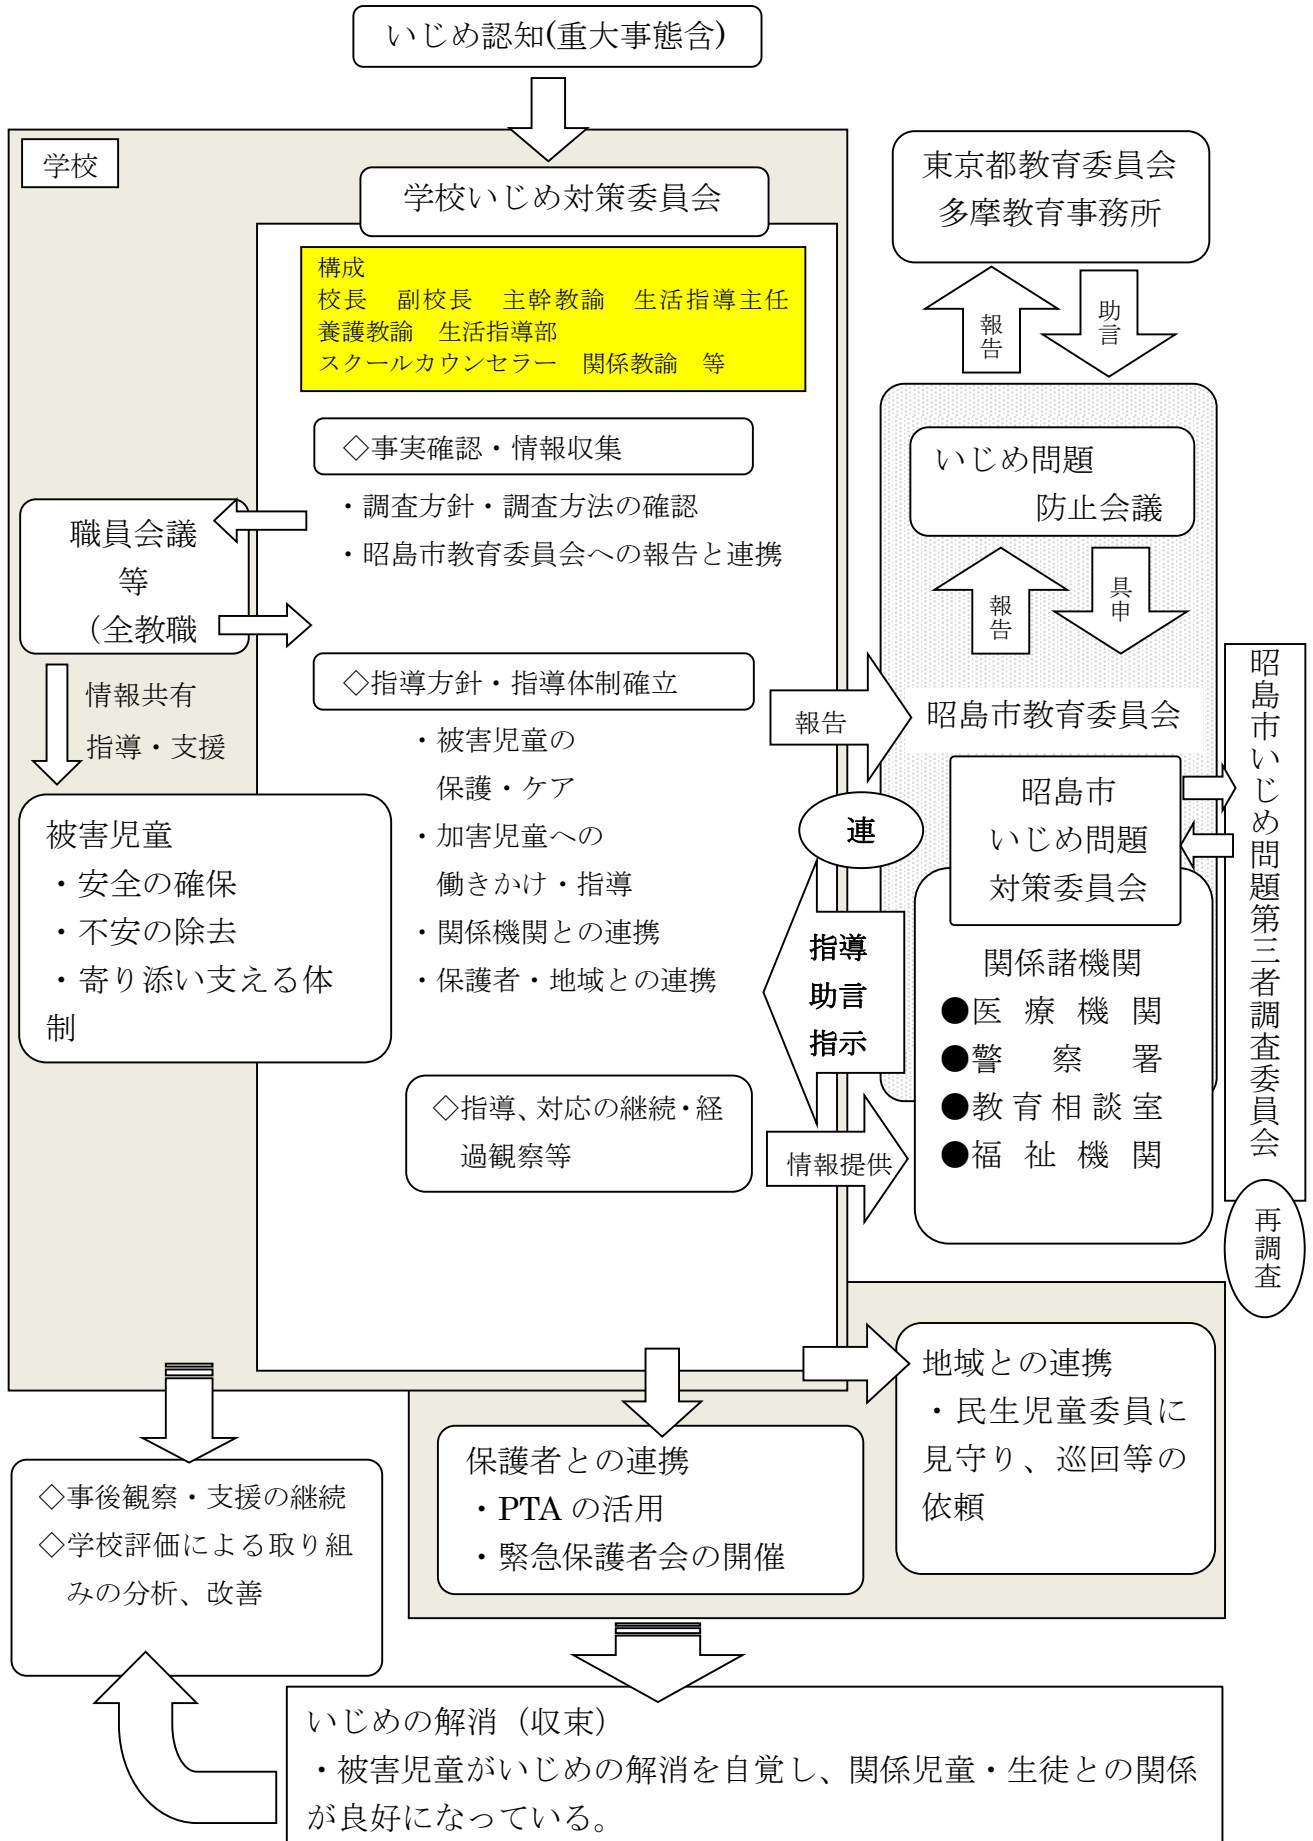 いじめ認知(重大事態含)
学校
学校いじめ対策委員会
構成
校長　副校長　主幹教諭　生活指導主任
養護教諭　生活指導部
スクールカウンセラー　関係教諭　等
◇事実確認・情報収集
・調査方針・調査方法の確認
・昭島市教育委員会への報告と連携
職員会議
等
（全教職
情報共有
指導・支援
◇指導方針・指導体制確立
・被害児童の
保護・ケア
・加害児童への
働きかけ・指導
・関係機関との連携
・保護者・地域との連携
被害児童
・安全の確保
・不安の除去
・寄り添い支える体
制
◇指導、対応の継続・経
過観察等
東京都教育委員会
多摩教育事務所
報告
助言
いじめ問題
防止会議
報告
具申
報告
昭島市教育委員会
昭島市
いじめ問題
対策委員会
連
指導
助言
指示
関係諸機関
●医療機関
●警察署
●教育相談室
●福祉機関
情報提供
昭島市いじめ問題第三者調査委員会
再調査
地域との連携
・民生児童委員に
見守り、巡回等の
依頼
保護者との連携
・PTA の活用
・緊急保護者会の開催
◇事後観察・支援の継続
◇学校評価による取り組
みの分析、改善
いじめの解消（収束）
・被害児童がいじめの解消を自覚し、関係児童・生徒との関係
が良好になっている。